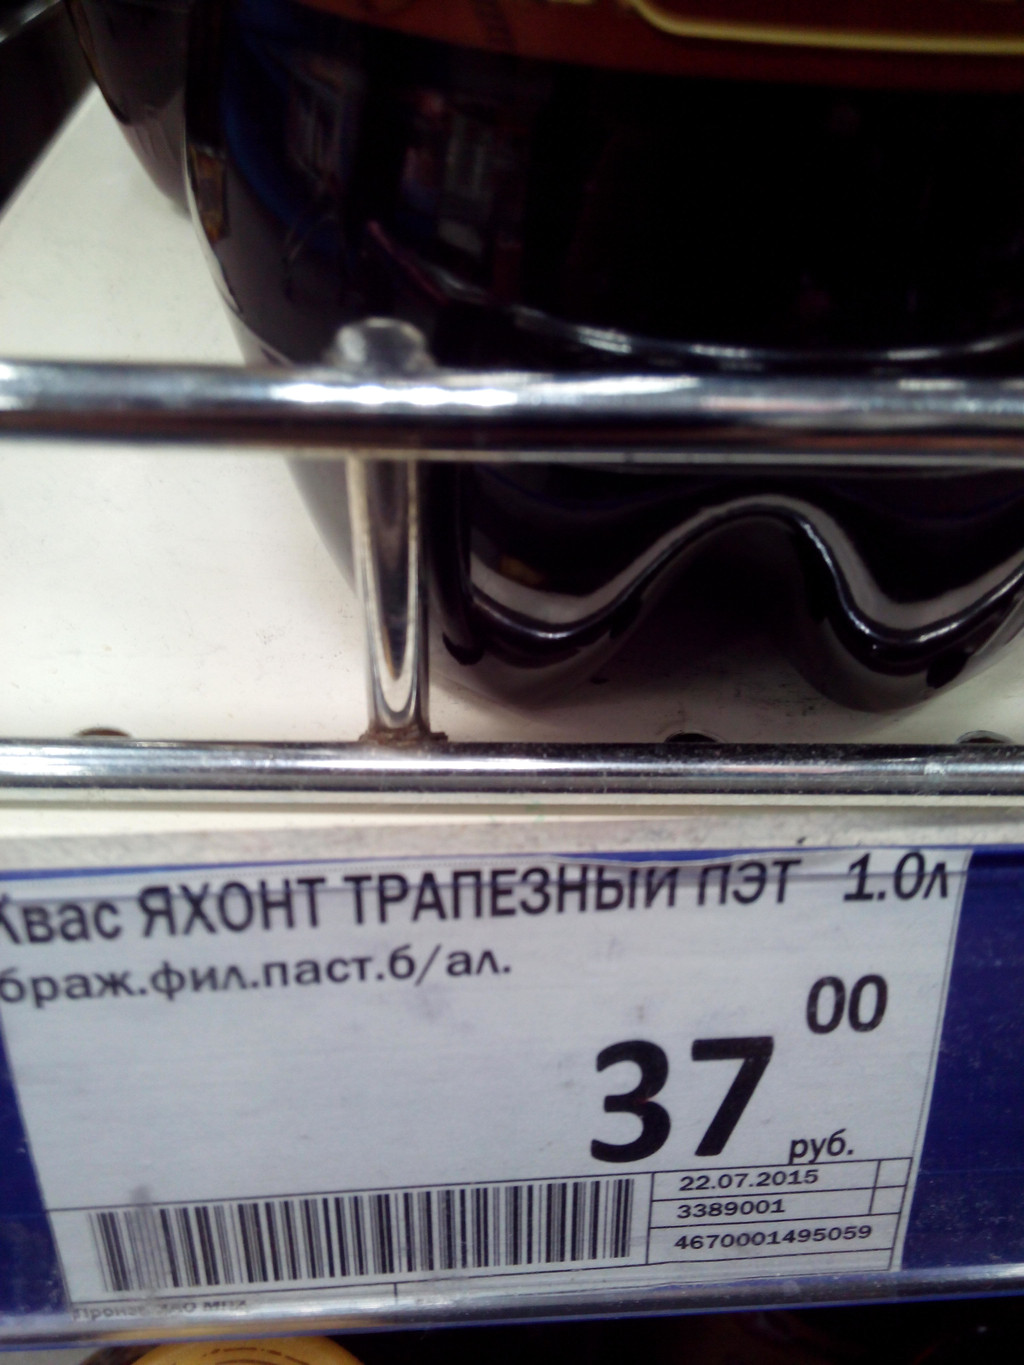 Квас ЯХОНТ ТРАПЕЗНЫЙ ПЭТ 1.0л
браж.фил.паст.б/ал.
37 00
руб.
22.07.2015
3389001
4670001495059